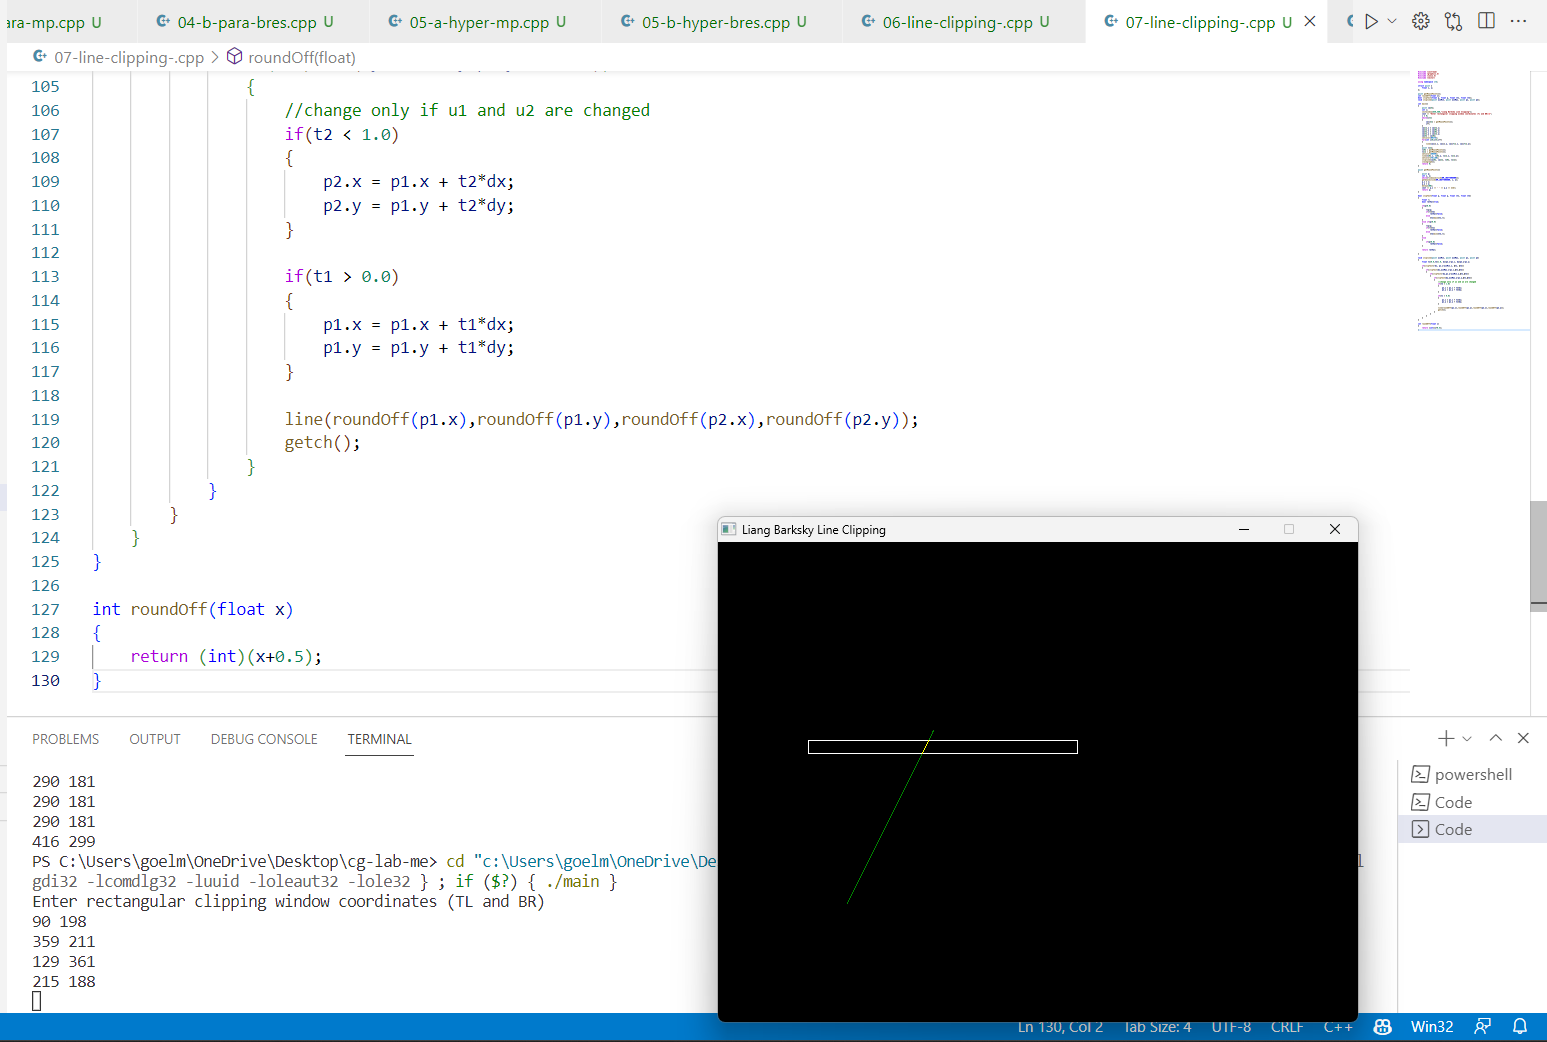 ara-mp.cpp U 04-b-para-bres.cpp U 05-a-hyper-mp.cpp U 05-b-hyper-bres.cpp U 06-line-clipping-.cpp U 07-line-clipping-.cpp U
07-line-clipping-.cpp > roundOff(float)
105 {
106 //change only if u1 and u2 are changed
107 if(t2 < 1.0)
108 {
109 p2.x = p1.x + t2*dx;
110 p2.y = p1.y + t2*dy;
111 }
112
113 if(t1 > 0.0)
114 {
115 p1.x = p1.x + t1*dx;
116 p1.y = p1.y + t1*dy;
117 }
118
119 line(roundOff(p1.x),roundOff(p1.y),roundOff(p2.x),roundOff(p2.y));
120 getch();
121 }
122 }
123 }
124 }
125 }
126
127 int roundOff(float x)
128 {
129 return (int)(x+0.5);
130 }
Liang Barksky Line Clipping
PROBLEMS OUTPUT DEBUG CONSOLE TERMINAL
290 181
290 181
290 181
416 299
PS C:\Users\goelm\OneDrive\Desktop\cg-lab-me> cd "c:\Users\goelm\OneDrive\De
gdi32 -lcomdlg32 -luuid -loleaut32 -lole32 } ; if ($?) { ./main }
Enter rectangular clipping window coordinates (TL and BR)
90 198
359 211
129 361
215 188
powershell
Code
Code
Ln 130, Col 2 Tab Size: 4 UTF-8 CRLF C++ Win32